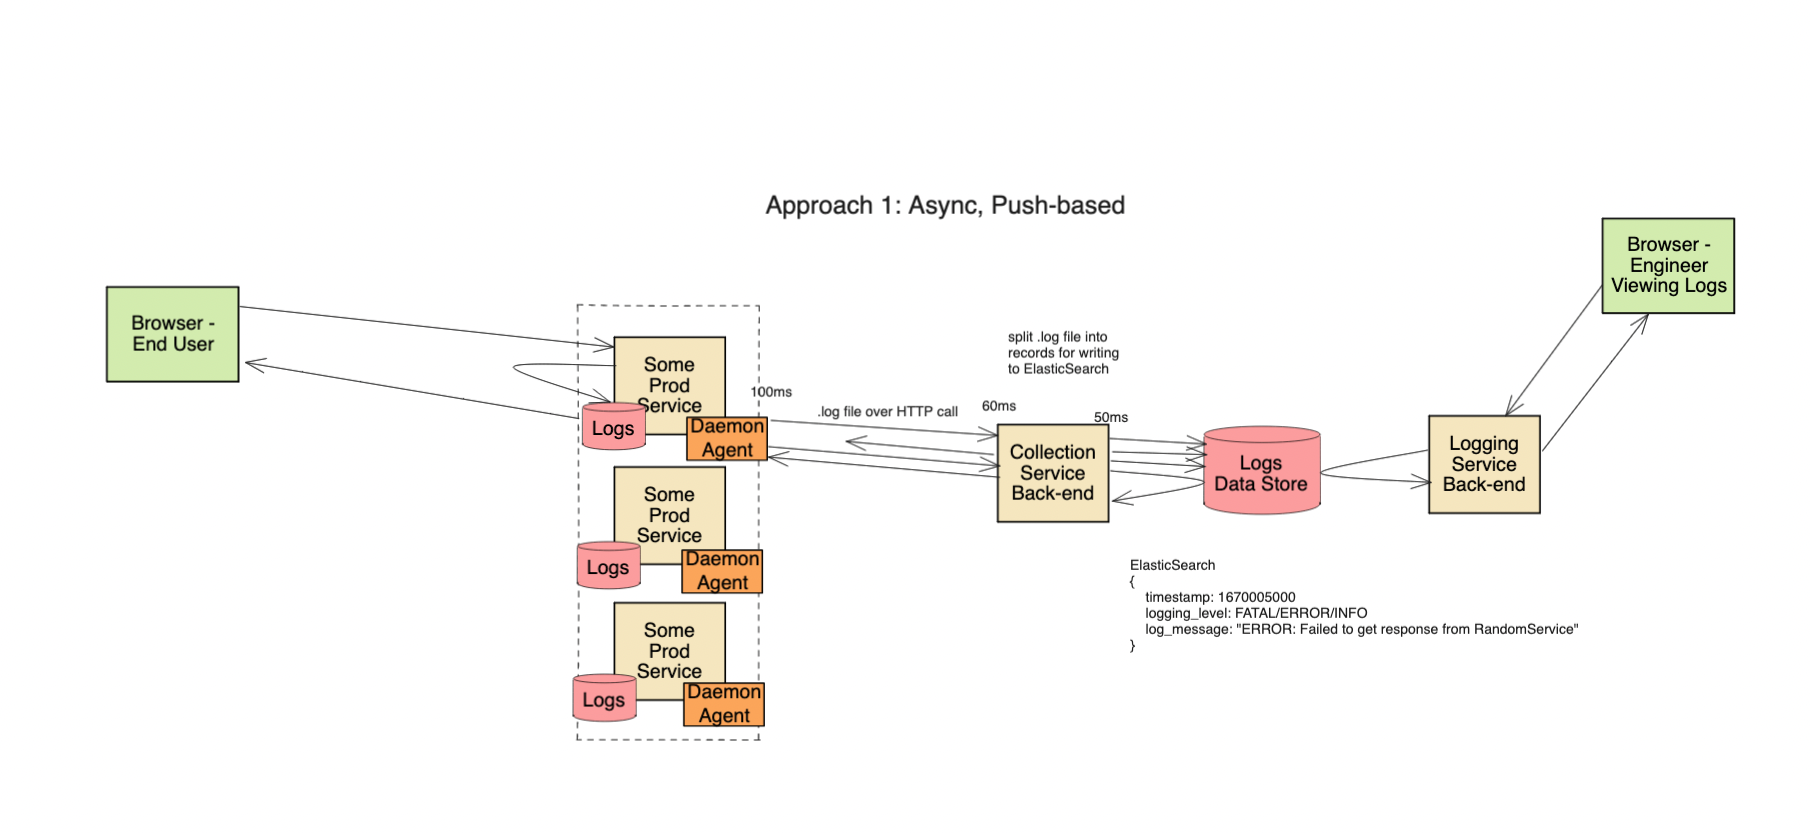 Approach 1: Async, Push-based
Browser -
End User
Some
Prod
Service
Logs
Daemon
Agent
Some
Prod
Service
Logs
Daemon
Agent
Some
Prod
Service
Logs
Daemon
Agent
100ms
.log file over HTTP call
60ms
split .log file into
records for writing
to ElasticSearch
Collection
Service
Back-end
50ms
Logs
Data Store
Logging
Service
Back-end
Browser -
Engineer
Viewing Logs
ElasticSearch
{
timestamp: 1670005000
logging_level: FATAL/ERROR/INFO
log_message: "ERROR: Failed to get response from RandomService"
}